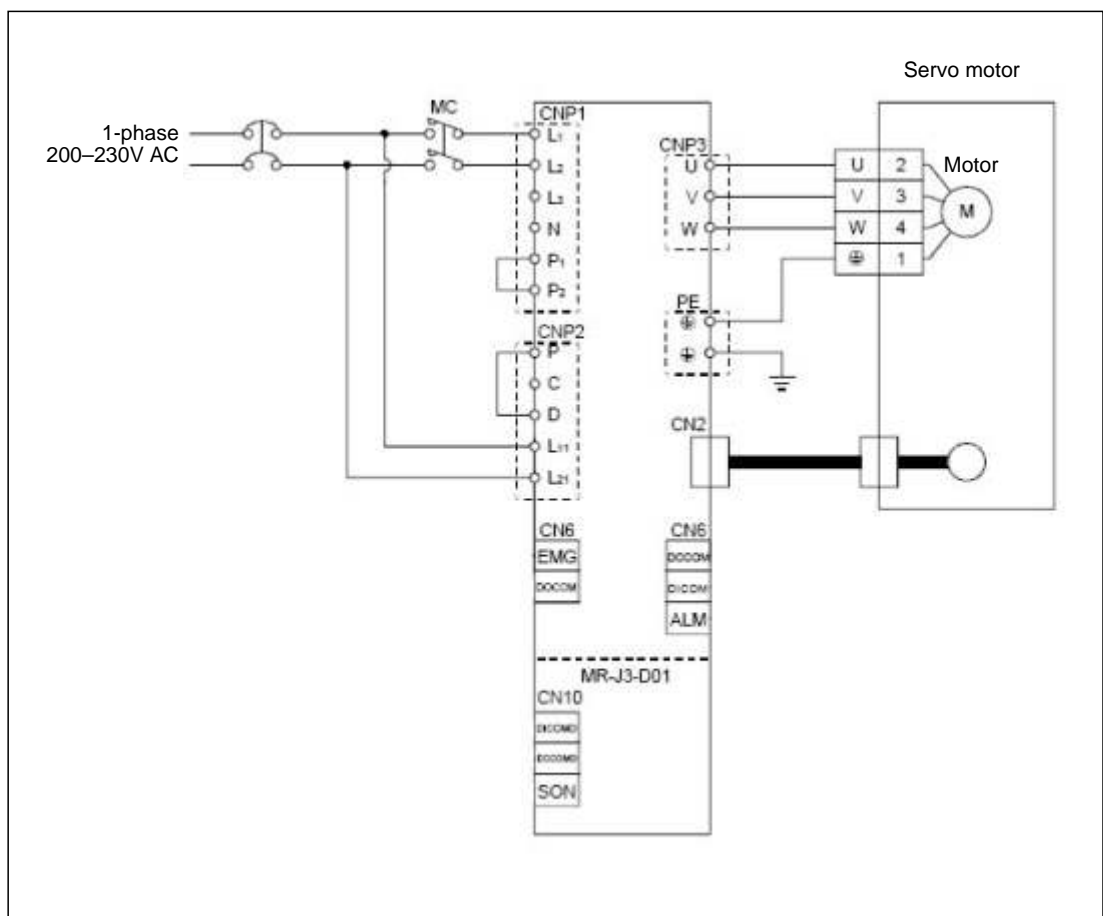 Servo motor
1-phase
200–230V AC
MC
CNP1
L1
L2
L3
N
P1
P2
CNP2
P
C
D
L11
L21
CNP3
U
V
W
PE
CN2
U 2
V 3
W 4
1
Motor
M
CN6
EMG
DOCOM
CN6
DOCOM
DICOM
ALM
MR-J3-D01
CN10
DICOMD
DOCOMD
SON